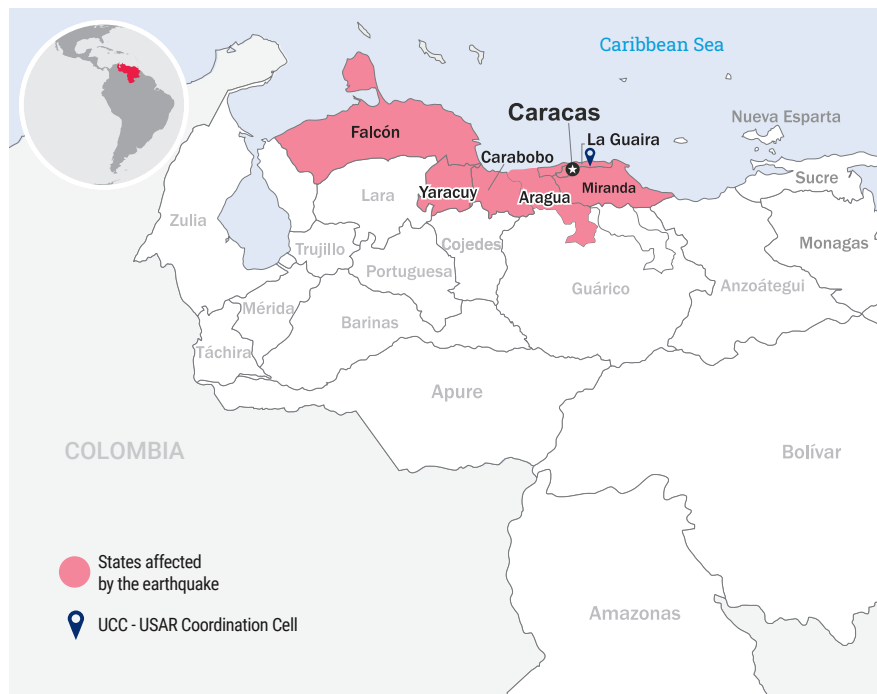 Caribbean Sea
Caracas
Nueva Esparta
La Guaira
Falcón
Carabobo
Sucre
Yaracuy
Aragua
Miranda
Lara
Zulia
Cojedes
Monagas
Trujillo
Portuguesa
Guárico
Anzoátegui
Mérida
Barinas
Táchira
Apure
COLOMBIA
Bolívar
States affected
by the earthquake
Amazonas
UCC - USAR Coordination Cell